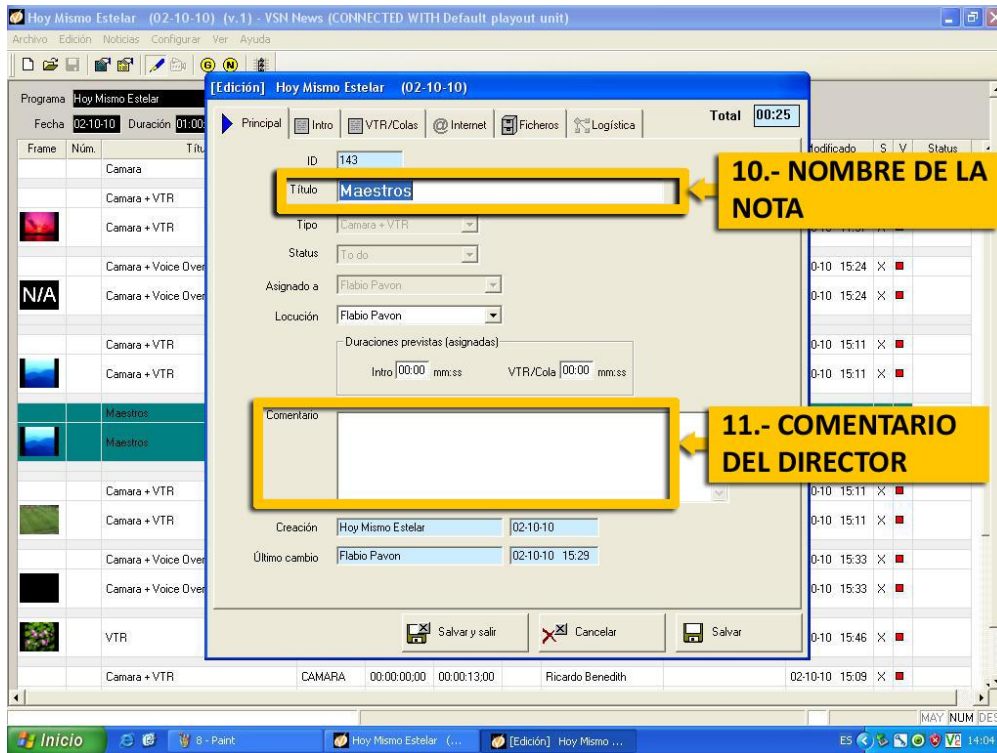 Hoy Mismo Estelar (02-10-10) (v.1) - VSN News (CONNECTED WITH Default playout unit)
Archivo Edición Noticias Configurar Ver Ayuda
G N
Programa Hoy Mismo Estelar
Fecha 02-10-10 Duración 01:00:
Frame Núm. Títu
Modificado S V Status
[Edición] Hoy Mismo Estelar (02-10-10)
Principal Intro VTR/Colas @ Internet Ficheros Logística
Total 00:25
ID 143
Título Maestros
10.- NOMBRE DE LA
NOTA
Tipo Camara + VTR
Status To do
Asignado a Flabio Pavon
Locución Flabio Pavon
Duraciones previstas (asignadas)
Intro 00:00 mm:ss VTR/Cola 00:00 mm:ss
Comentario
11.- COMENTARIO
DEL DIRECTOR
Creación Hoy Mismo Estelar 02-10-10
Último cambio Flabio Pavon 02-10-10 15:29
Salvar y salir Cancelar Salvar
Camara
Camara + VTR
Camara + VTR
Camara + Voice Over
0-10 15:24 X
N/A Camara + Voice Over
0-10 15:24 X
Camara + VTR
0-10 15:11 X
Camara + VTR
0-10 15:11 X
Maestros
Maestros
Camara + VTR
0-10 15:11 X
Camara + VTR
0-10 15:11 X
Camara + Voice Over
0-10 15:33 X
Camara + Voice Over
0-10 15:33 X
VTR
0-10 15:46 X
Camara + VTR CAMARA 00:00:00;00 00:00:13;00 Ricardo Benedith 02-10-10 15:09 X
MAY NUM DES
Inicio 8 - Paint Hoy Mismo Estelar (... [Edición] Hoy Mismo ... ES 14:04